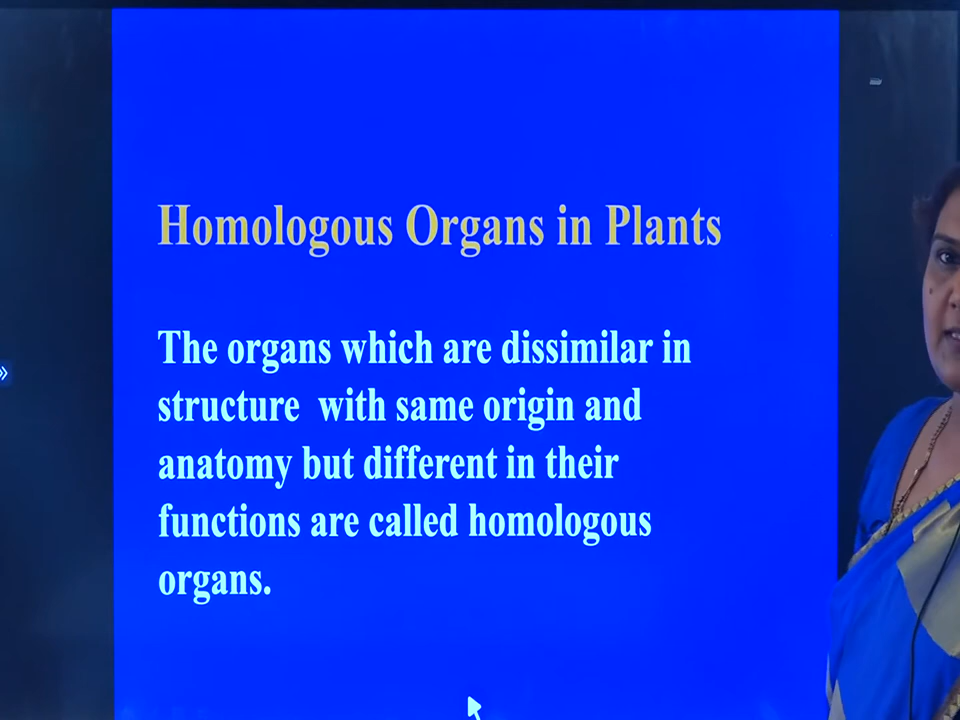 Homologous Organs in Plants
The organs which are dissimilar in
structure with same origin and
anatomy but different in their
functions are called homologous
organs.